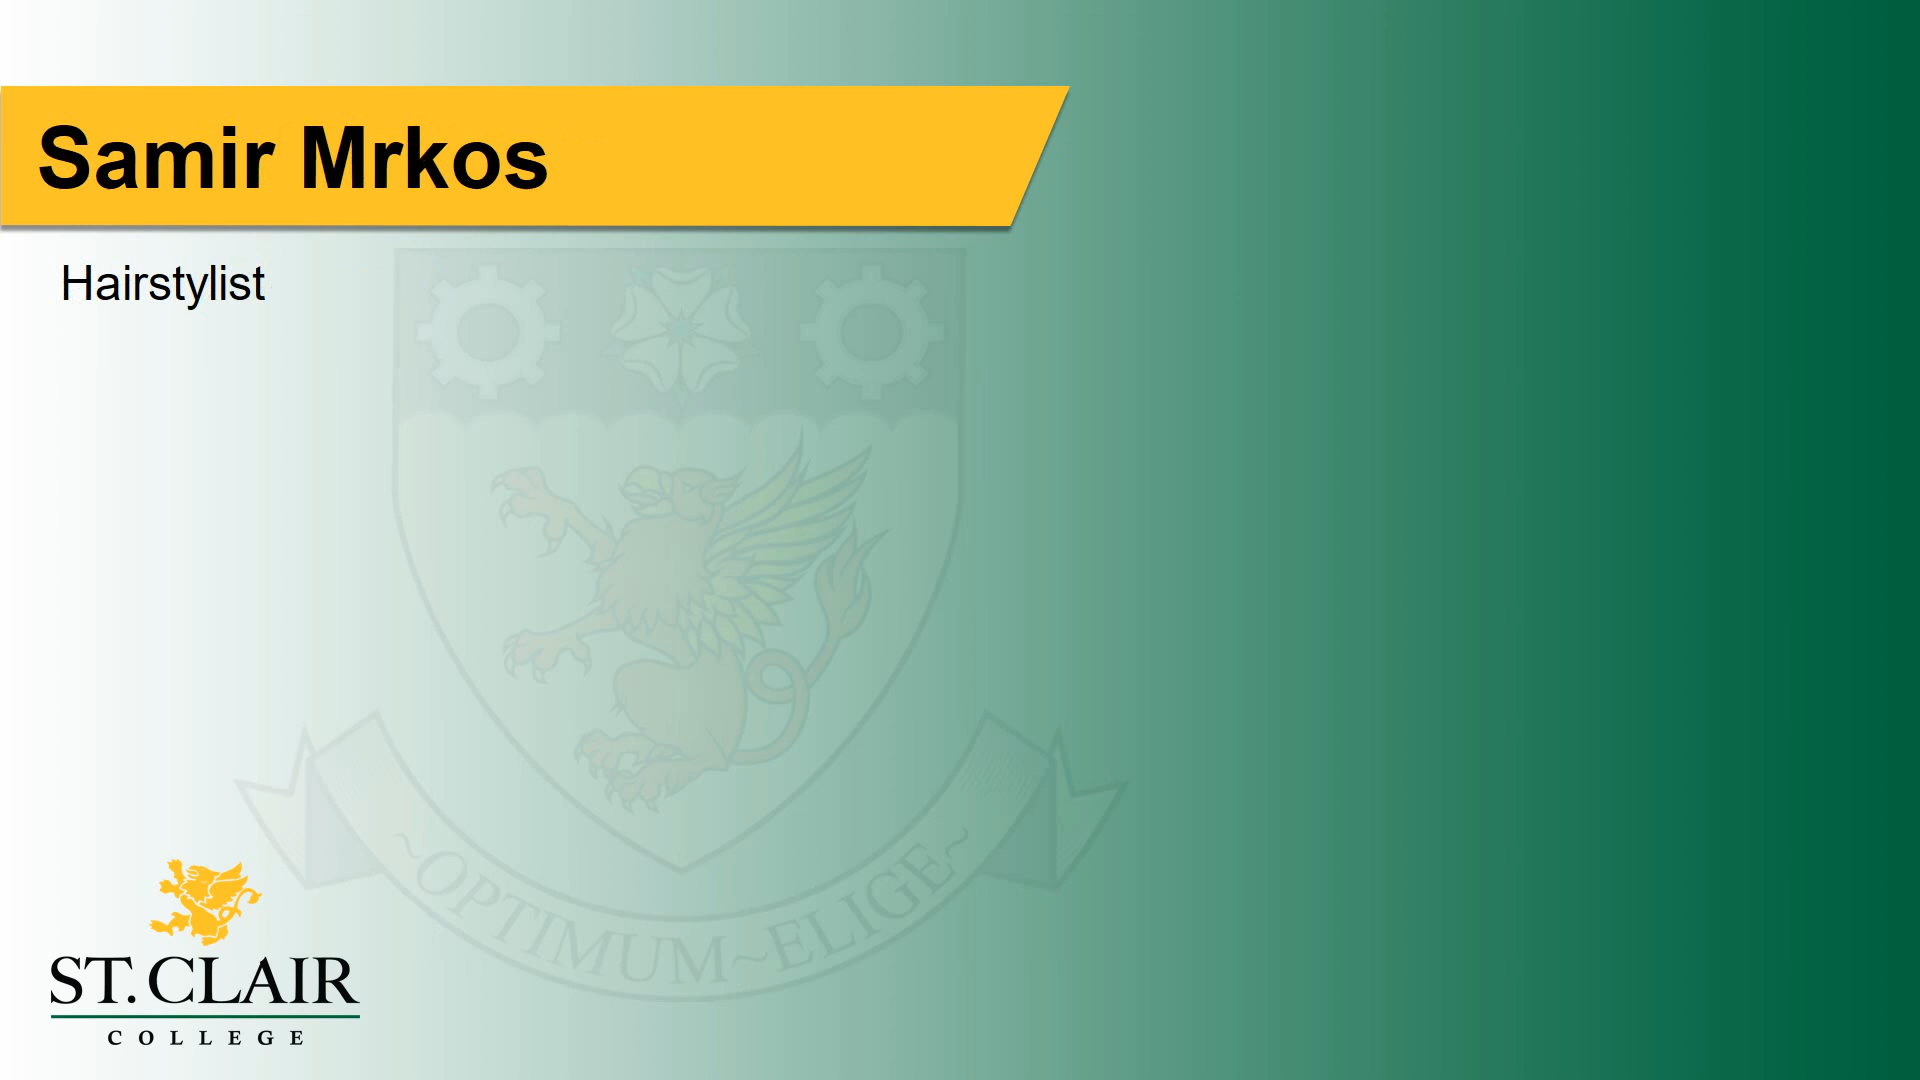 Samir Mrkos
Hairstylist
~OPTIMUM~ELIGE~
ST. CLAIR
COLLEGE